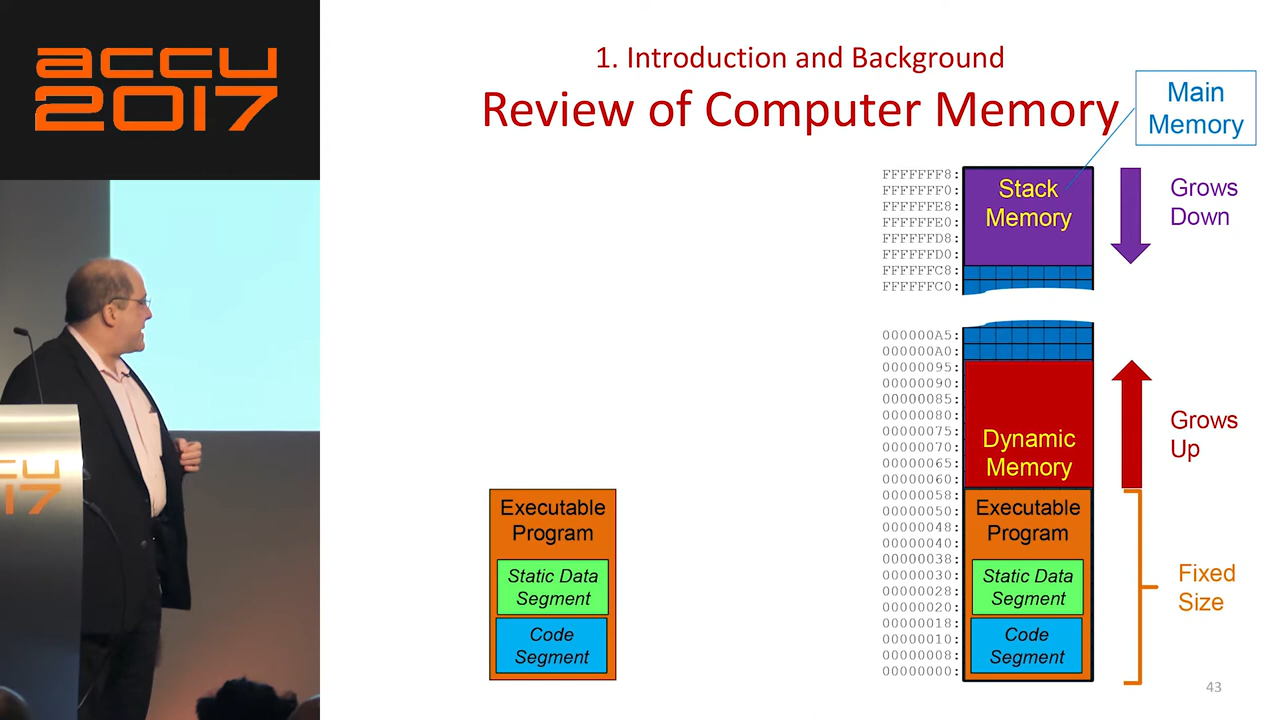 accu
2017
1. Introduction and Background
Review of Computer Memory
Main
Memory
FFFFFFF8:
FFFFFFF0:
FFFFFFE8:
FFFFFFE0:
FFFFFFD8:
FFFFFFD0:
FFFFFFC8:
FFFFFFC0:
Stack
Memory
Grows
Down
000000A5:
000000A0:
00000095:
00000090:
00000085:
00000080:
00000075:
00000070:
00000065:
00000060:
00000058:
00000050:
00000048:
00000040:
00000038:
00000030:
00000028:
00000020:
00000018:
00000010:
00000008:
00000000:
Dynamic
Memory
Grows
Up
Executable
Program
Static Data
Segment
Code
Segment
Executable
Program
Static Data
Segment
Code
Segment
Fixed
Size
43
CU
017